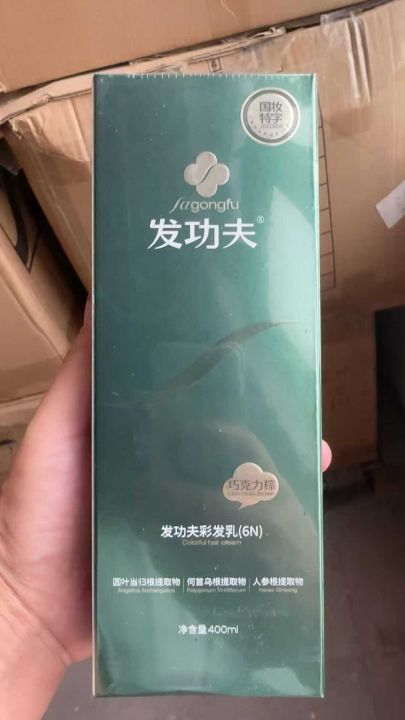 国妆
特字
fagongfu
发功夫®
巧克力棕
Chocolate Brown
发功夫彩发乳(6N)
Colorful hair cream
圆叶当归根提取物 何首乌根提取物 人参根提取物
Angelica Archangelica Polygonum Multiflorum Panax Ginseng
净含量400ml